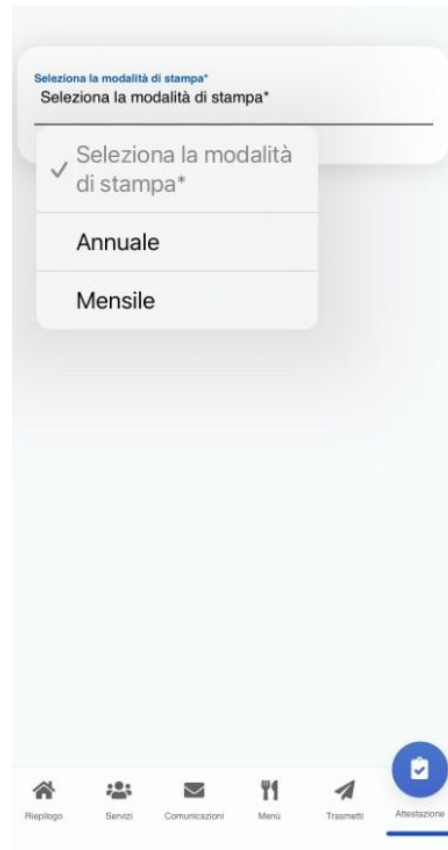 Seleziona la modalità di stampa*
Seleziona la modalità di stampa*
Seleziona la modalità
di stampa*
Annuale
Mensile
Riepilogo Servizi Comunicazioni Menù Trasmetti Attestazione